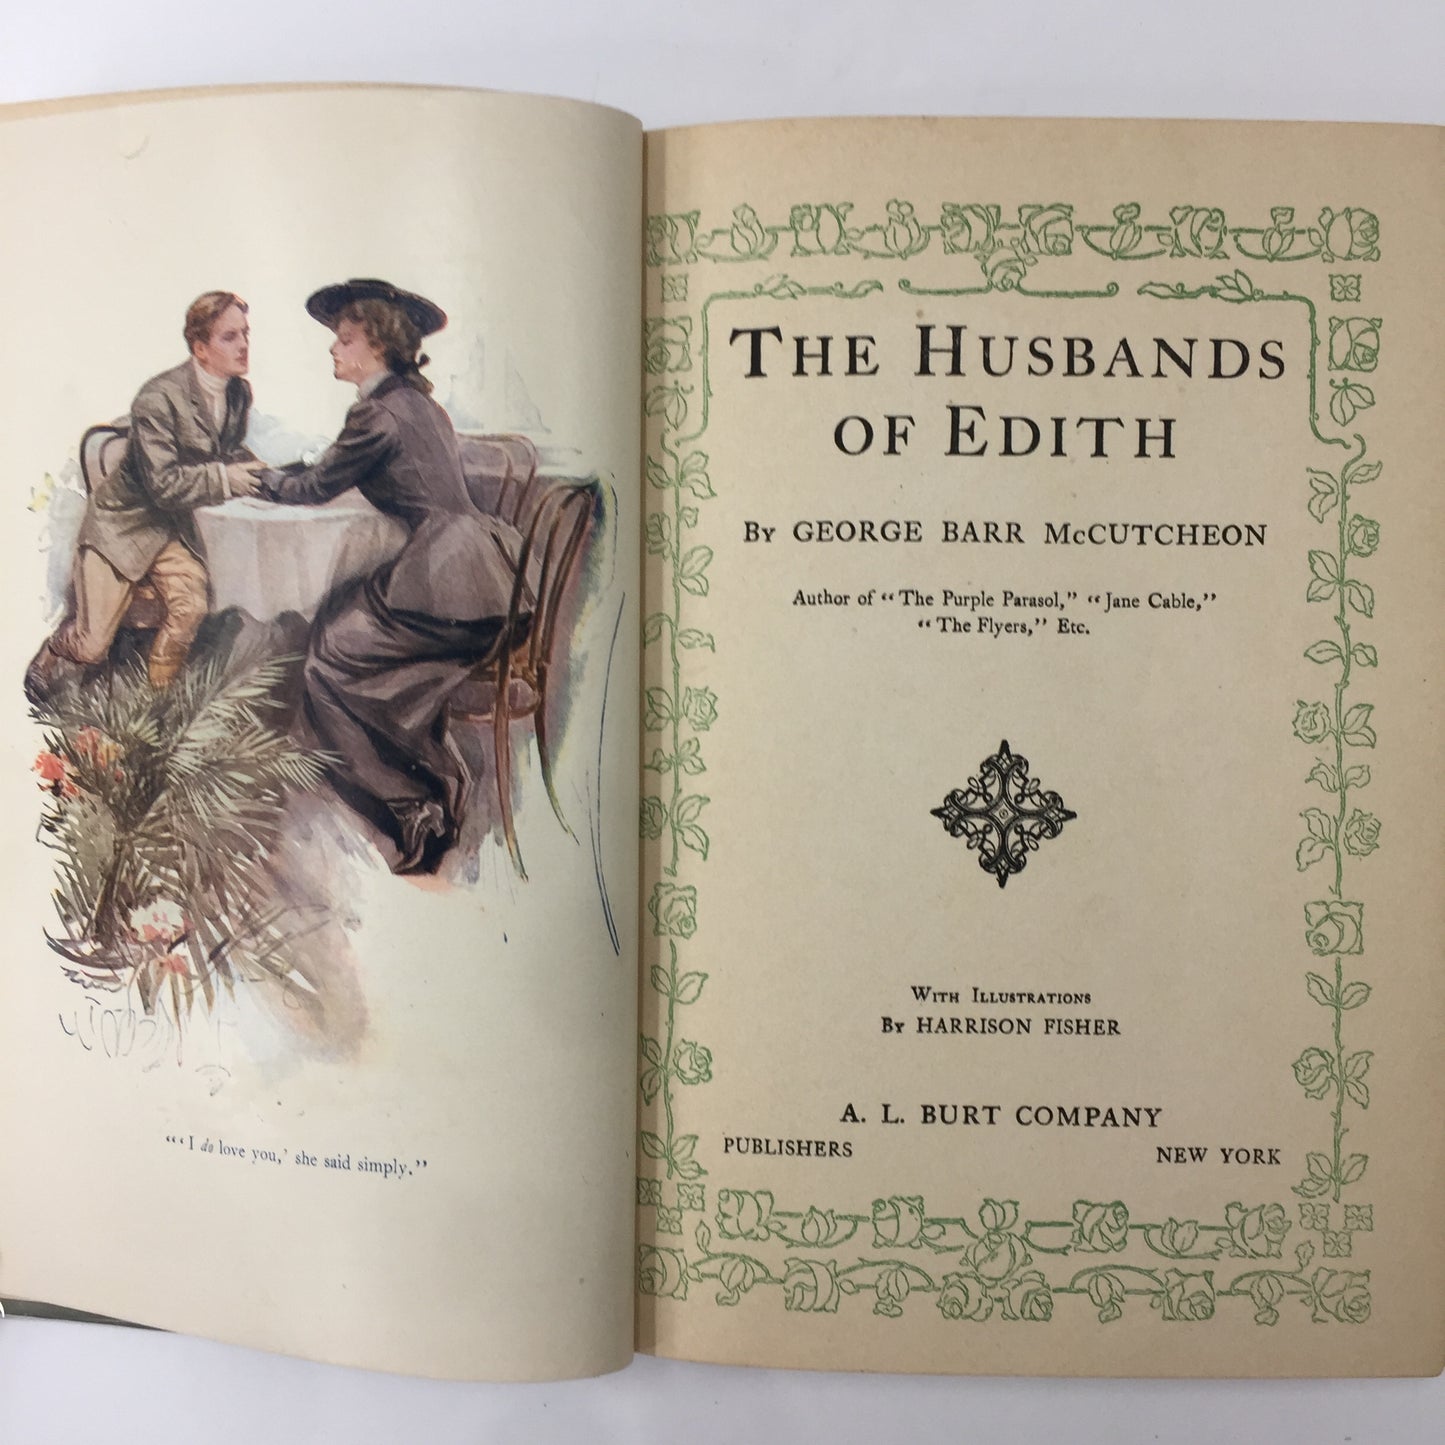 "'I do love you,' she said simply."
THE HUSBANDS
OF EDITH
BY GEORGE BARR McCUTCHEON
Author of "The Purple Parasol," "Jane Cable,"
"The Flyers," Etc.
WITH ILLUSTRATIONS
BY HARRISON FISHER
A. L. BURT COMPANY
PUBLISHERS NEW YORK